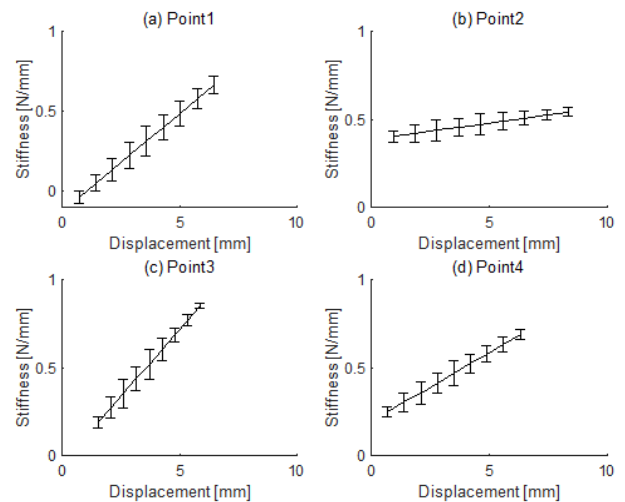 (a) Point1
Stiffness [N/mm]
1
0.5
0
0 5 10
Displacement [mm]
(b) Point2
Stiffness [N/mm]
1
0.5
0
0 5 10
Displacement [mm]
(c) Point3
Stiffness [N/mm]
1
0.5
0
0 5 10
Displacement [mm]
(d) Point4
Stiffness [N/mm]
1
0.5
0
0 5 10
Displacement [mm]